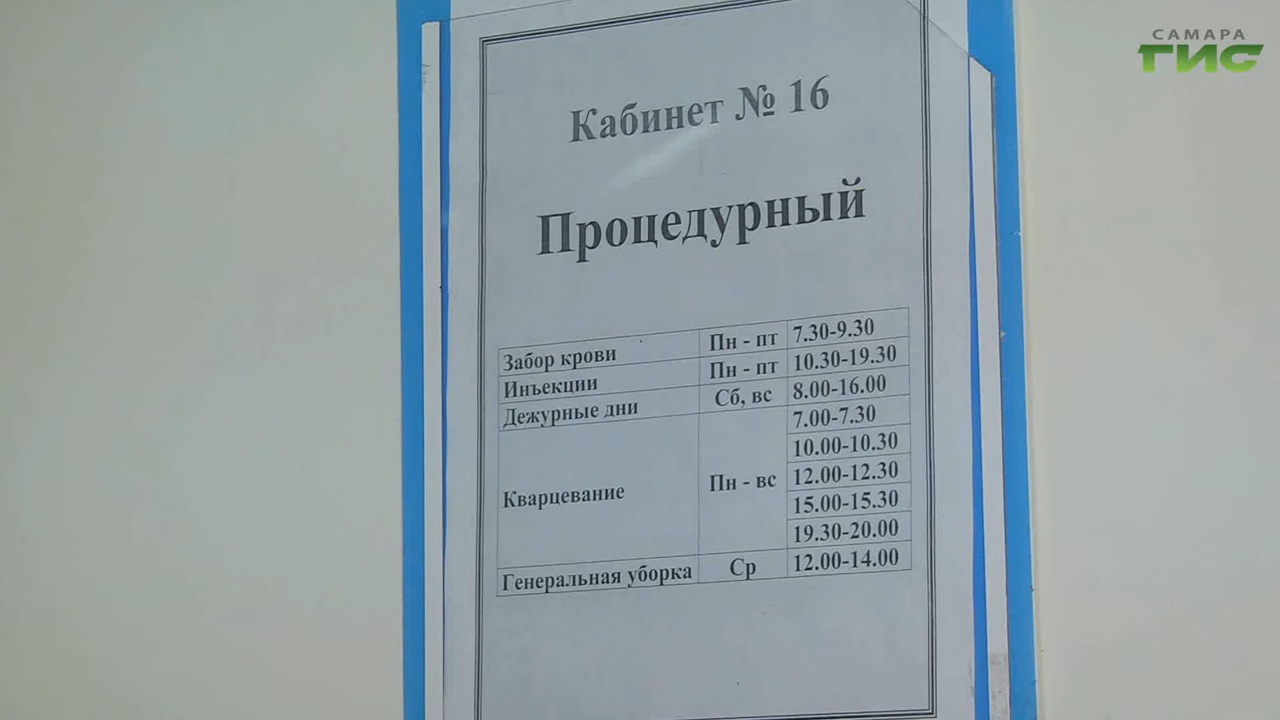 САМАРА
ГИС
Кабинет № 16
Процедурный
Забор крови Пн - пт 7.30-9.30
Инъекции Пн - пт 10.30-19.30
Дежурные дни Сб, вс 8.00-16.00
Кварцевание Пн - вс 7.00-7.30
10.00-10.30
12.00-12.30
15.00-15.30
19.30-20.00
Генеральная уборка Ср 12.00-14.00